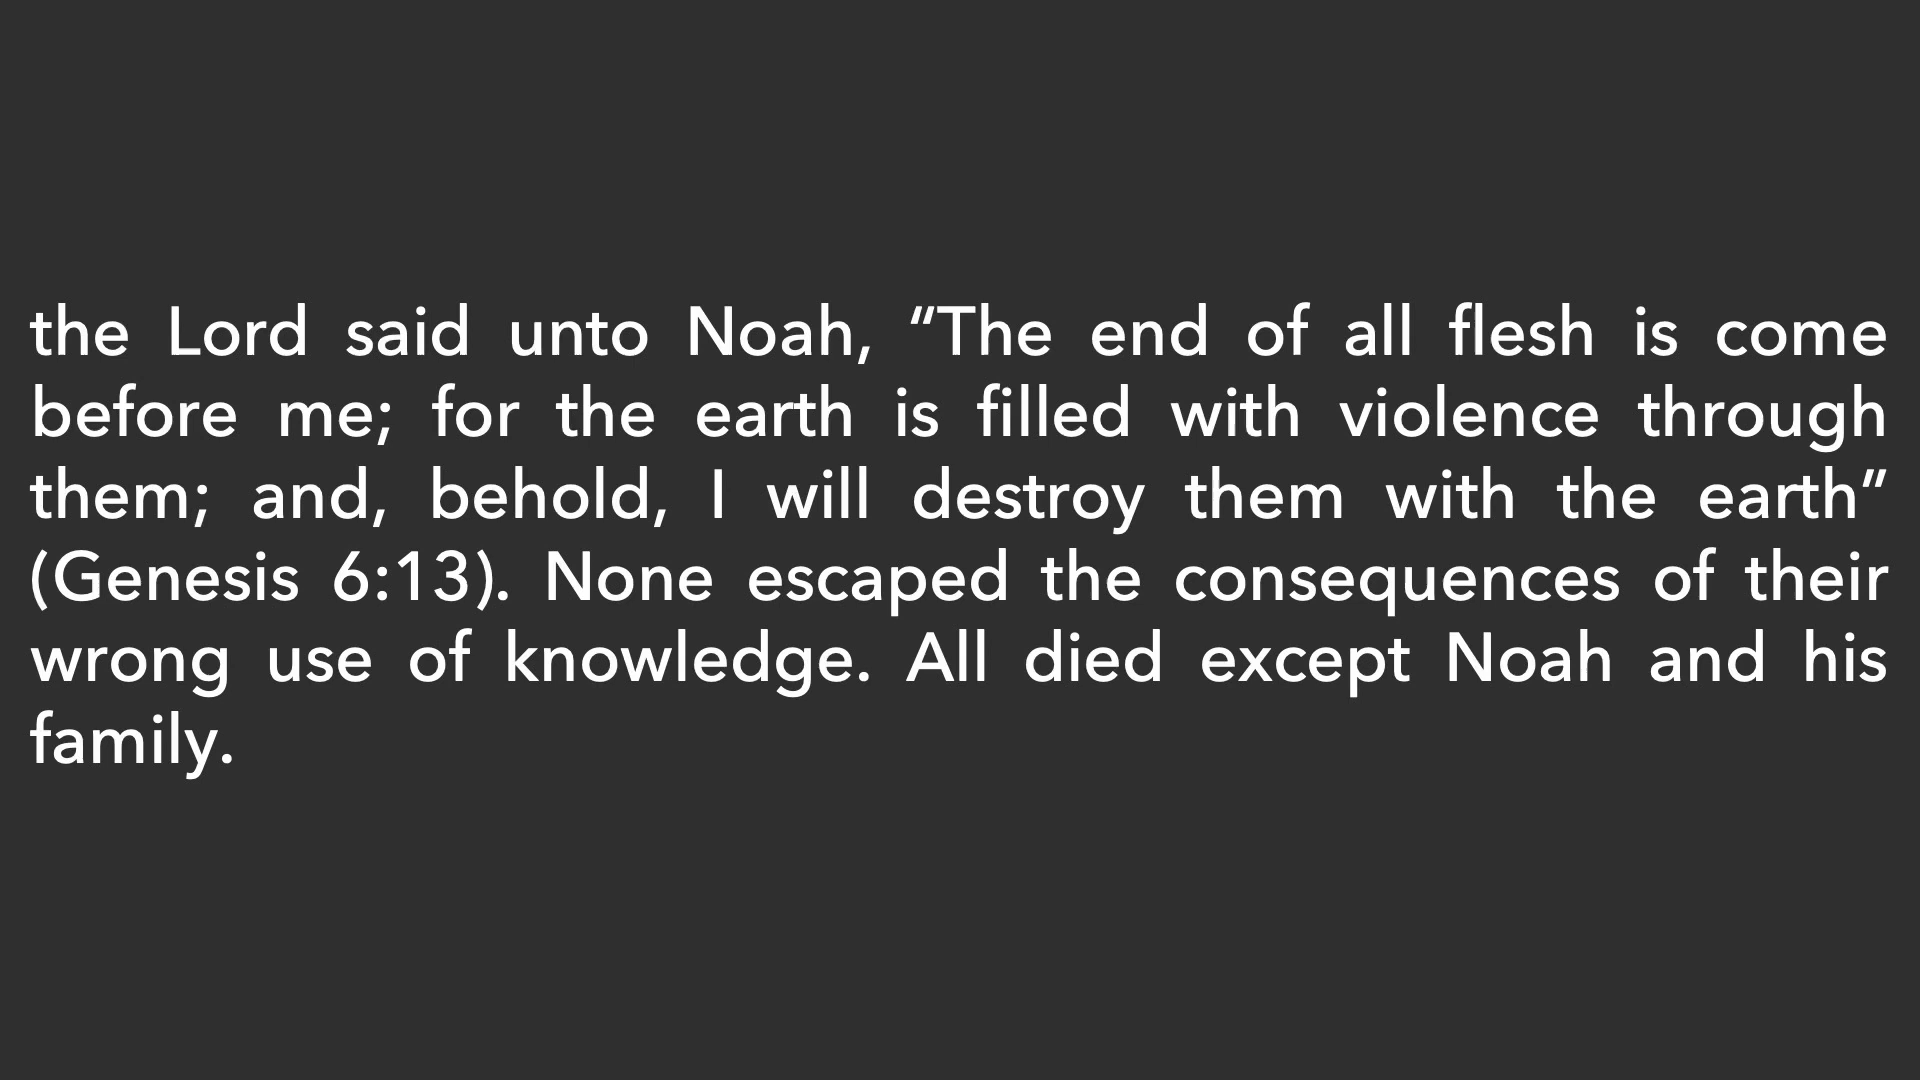 the Lord said unto Noah, “The end of all flesh is come
before me; for the earth is filled with violence through
them; and, behold, I will destroy them with the earth”
(Genesis 6:13). None escaped the consequences of their
wrong use of knowledge. All died except Noah and his
family.